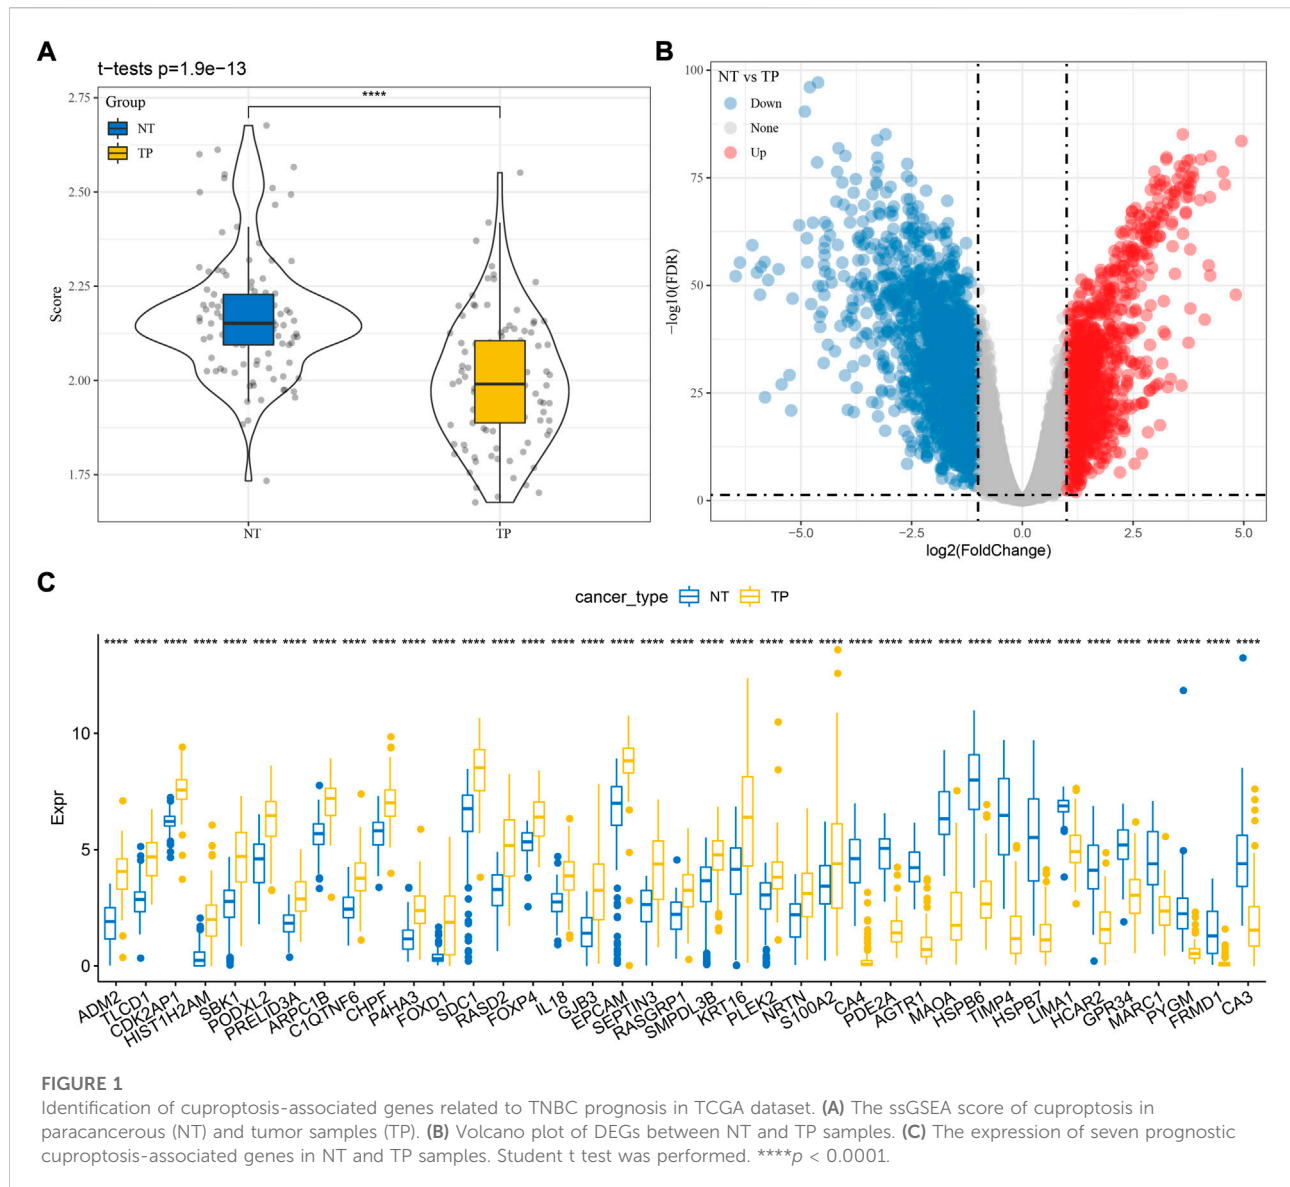 A
t-tests p=1.9e-13
****
Group
NT
TP
2.75
2.50
2.25
2.00
1.75
Score
NT
TP
B
NT vs TP
Down
None
Up
100
75
50
25
0
-log10(FDR)
-5.0
-2.5
0.0
2.5
5.0
log2(FoldChange)
C
cancer_type
NT
TP
**** **** **** **** **** **** **** **** **** **** **** **** **** **** **** **** **** **** **** **** **** **** **** **** **** **** **** **** **** **** **** **** **** **** **** **** **** **** ****
10
5
0
Expr
ADM2
TLCD1
CDK2AP1
HIST1H2AM
SBK1
PODXL2
PRELID3A
ARPC1B
C1QTNF6
CHPF
P4HA3
FOXD1
SDC1
RASD2
FOXP4
IL18
GJB3
EPCAM
SEPTIN3
RASGRP1
SMPDL3B
KRT16
PLEK2
NRTN
S100A2
CA4
PDE2A
AGTR1
MAOA
HSPB6
TIMP4
HSPB7
LIMA1
HCAR2
GPR34
MARC1
PYGM
FRMD1
CA3
FIGURE 1
Identification of cuproptosis-associated genes related to TNBC prognosis in TCGA dataset. (A) The ssGSEA score of cuproptosis in
paracancerous (NT) and tumor samples (TP). (B) Volcano plot of DEGs between NT and TP samples. (C) The expression of seven prognostic
cuproptosis-associated genes in NT and TP samples. Student t test was performed. ****p < 0.0001.